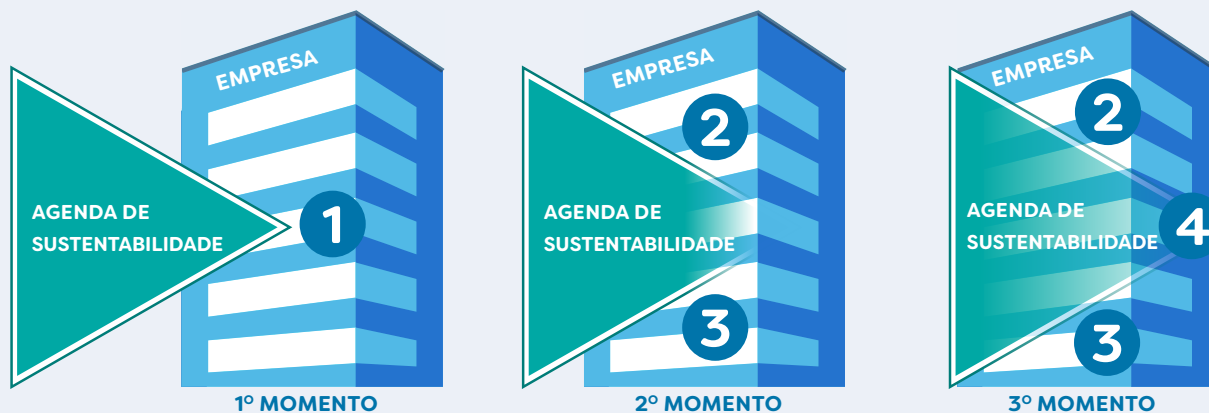 EMPRESA
AGENDA DE
SUSTENTABILIDADE
1
1º MOMENTO
EMPRESA
2
AGENDA DE
SUSTENTABILIDADE
3
2º MOMENTO
EMPRESA
2
AGENDA DE
SUSTENTABILIDADE
4
3
3º MOMENTO